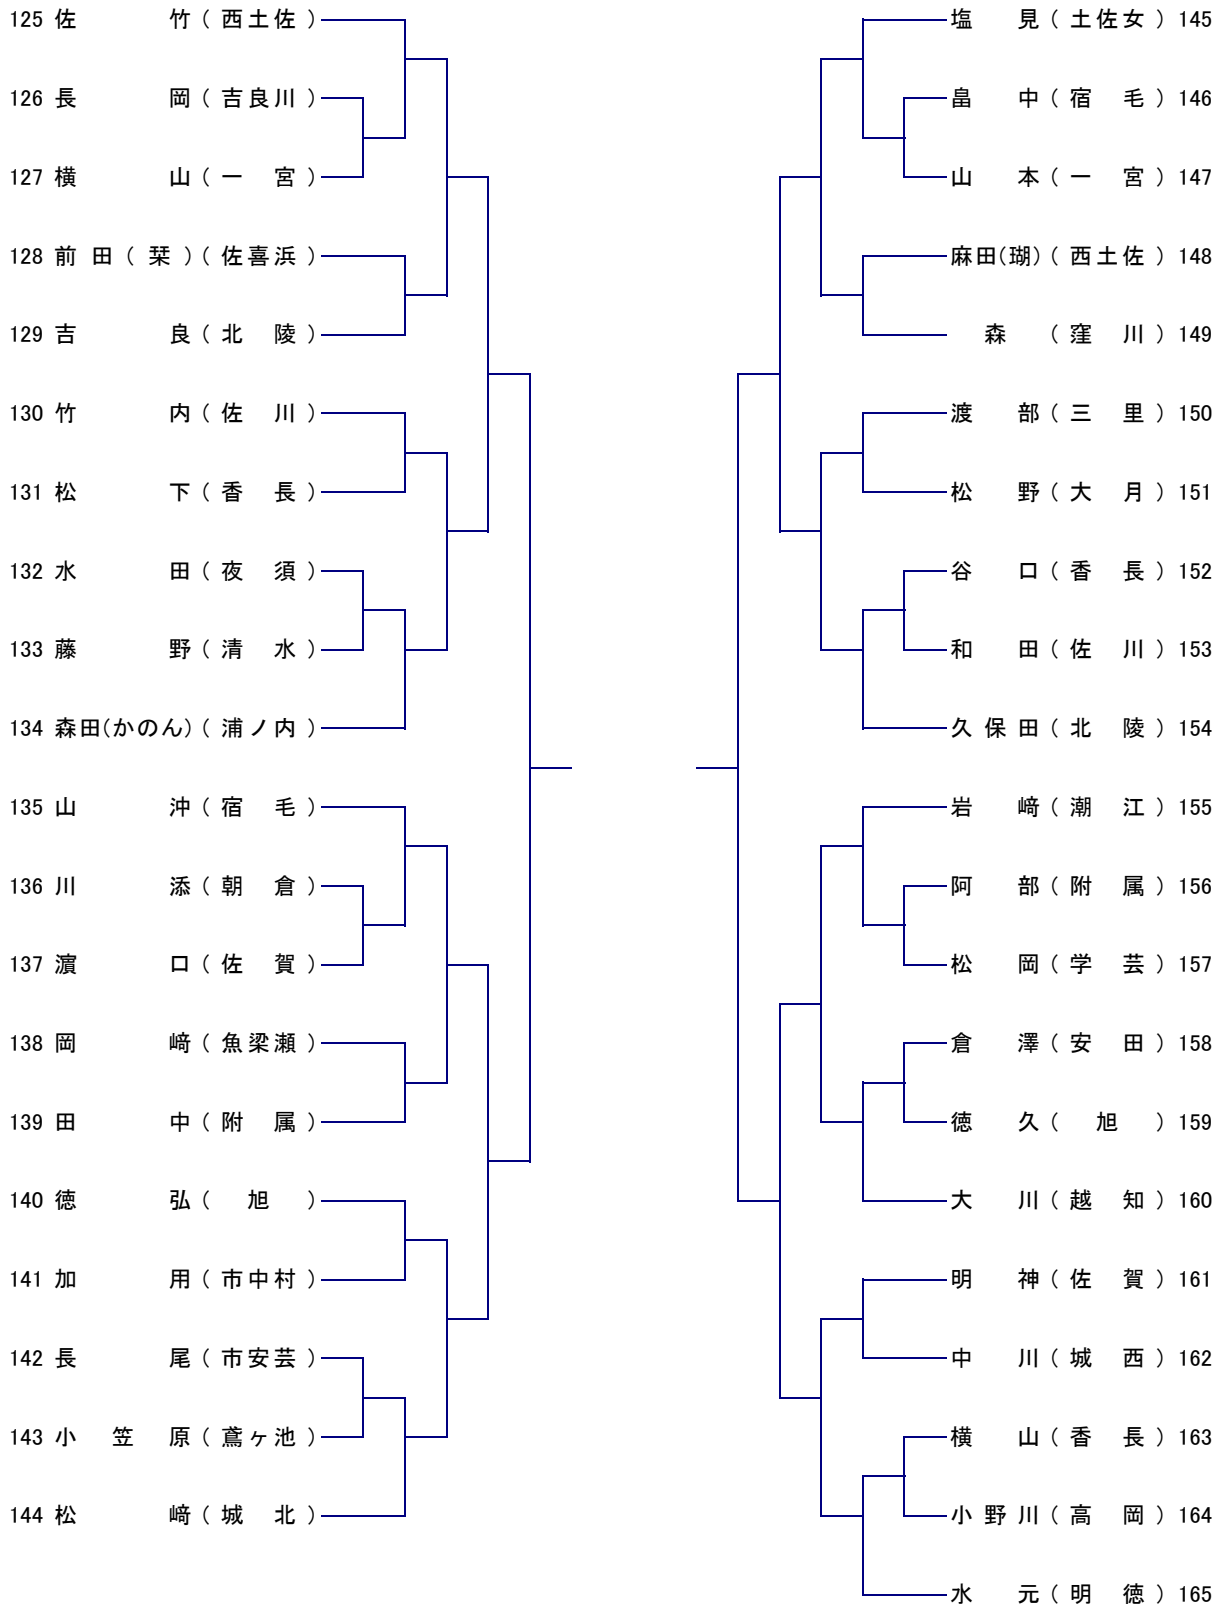 125 佐竹(西土佐)
126 長岡(吉良川)
127 横山(一宮)
128 前田(栞)(佐喜浜)
129 吉良(北陵)
130 竹内(佐川)
131 松下(香長)
132 水田(夜須)
133 藤野(清水)
134 森田(かのん)(浦ノ内)
135 山沖(宿毛)
136 川添(朝倉)
137 濵口(佐賀)
138 岡﨑(魚梁瀬)
139 田中(附属)
140 徳弘(旭)
141 加用(市中村)
142 長尾(市安芸)
143 小笠原(鳶ヶ池)
144 松﨑(城北)
塩見(土佐女)145
畠中(宿毛)146
山本(一宮)147
麻田(瑚)(西土佐)148
森(窪川)149
渡部(三里)150
松野(大月)151
谷口(香長)152
和田(佐川)153
久保田(北陵)154
岩﨑(潮江)155
阿部(附属)156
松岡(学芸)157
倉澤(安田)158
徳久(旭)159
大川(越知)160
明神(佐賀)161
中川(城西)162
横山(香長)163
小野川(高岡)164
水元(明徳)165